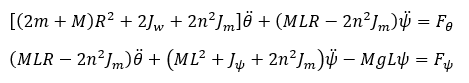 [(2m + M)R² + 2J_w + 2n²J_m]θ̈ + (MLR − 2n²J_m)ψ̈ = F_θ
(MLR − 2n²J_m)θ̈ + (ML² + J_ψ + 2n²J_m)ψ̈ − MgLψ = F_ψ